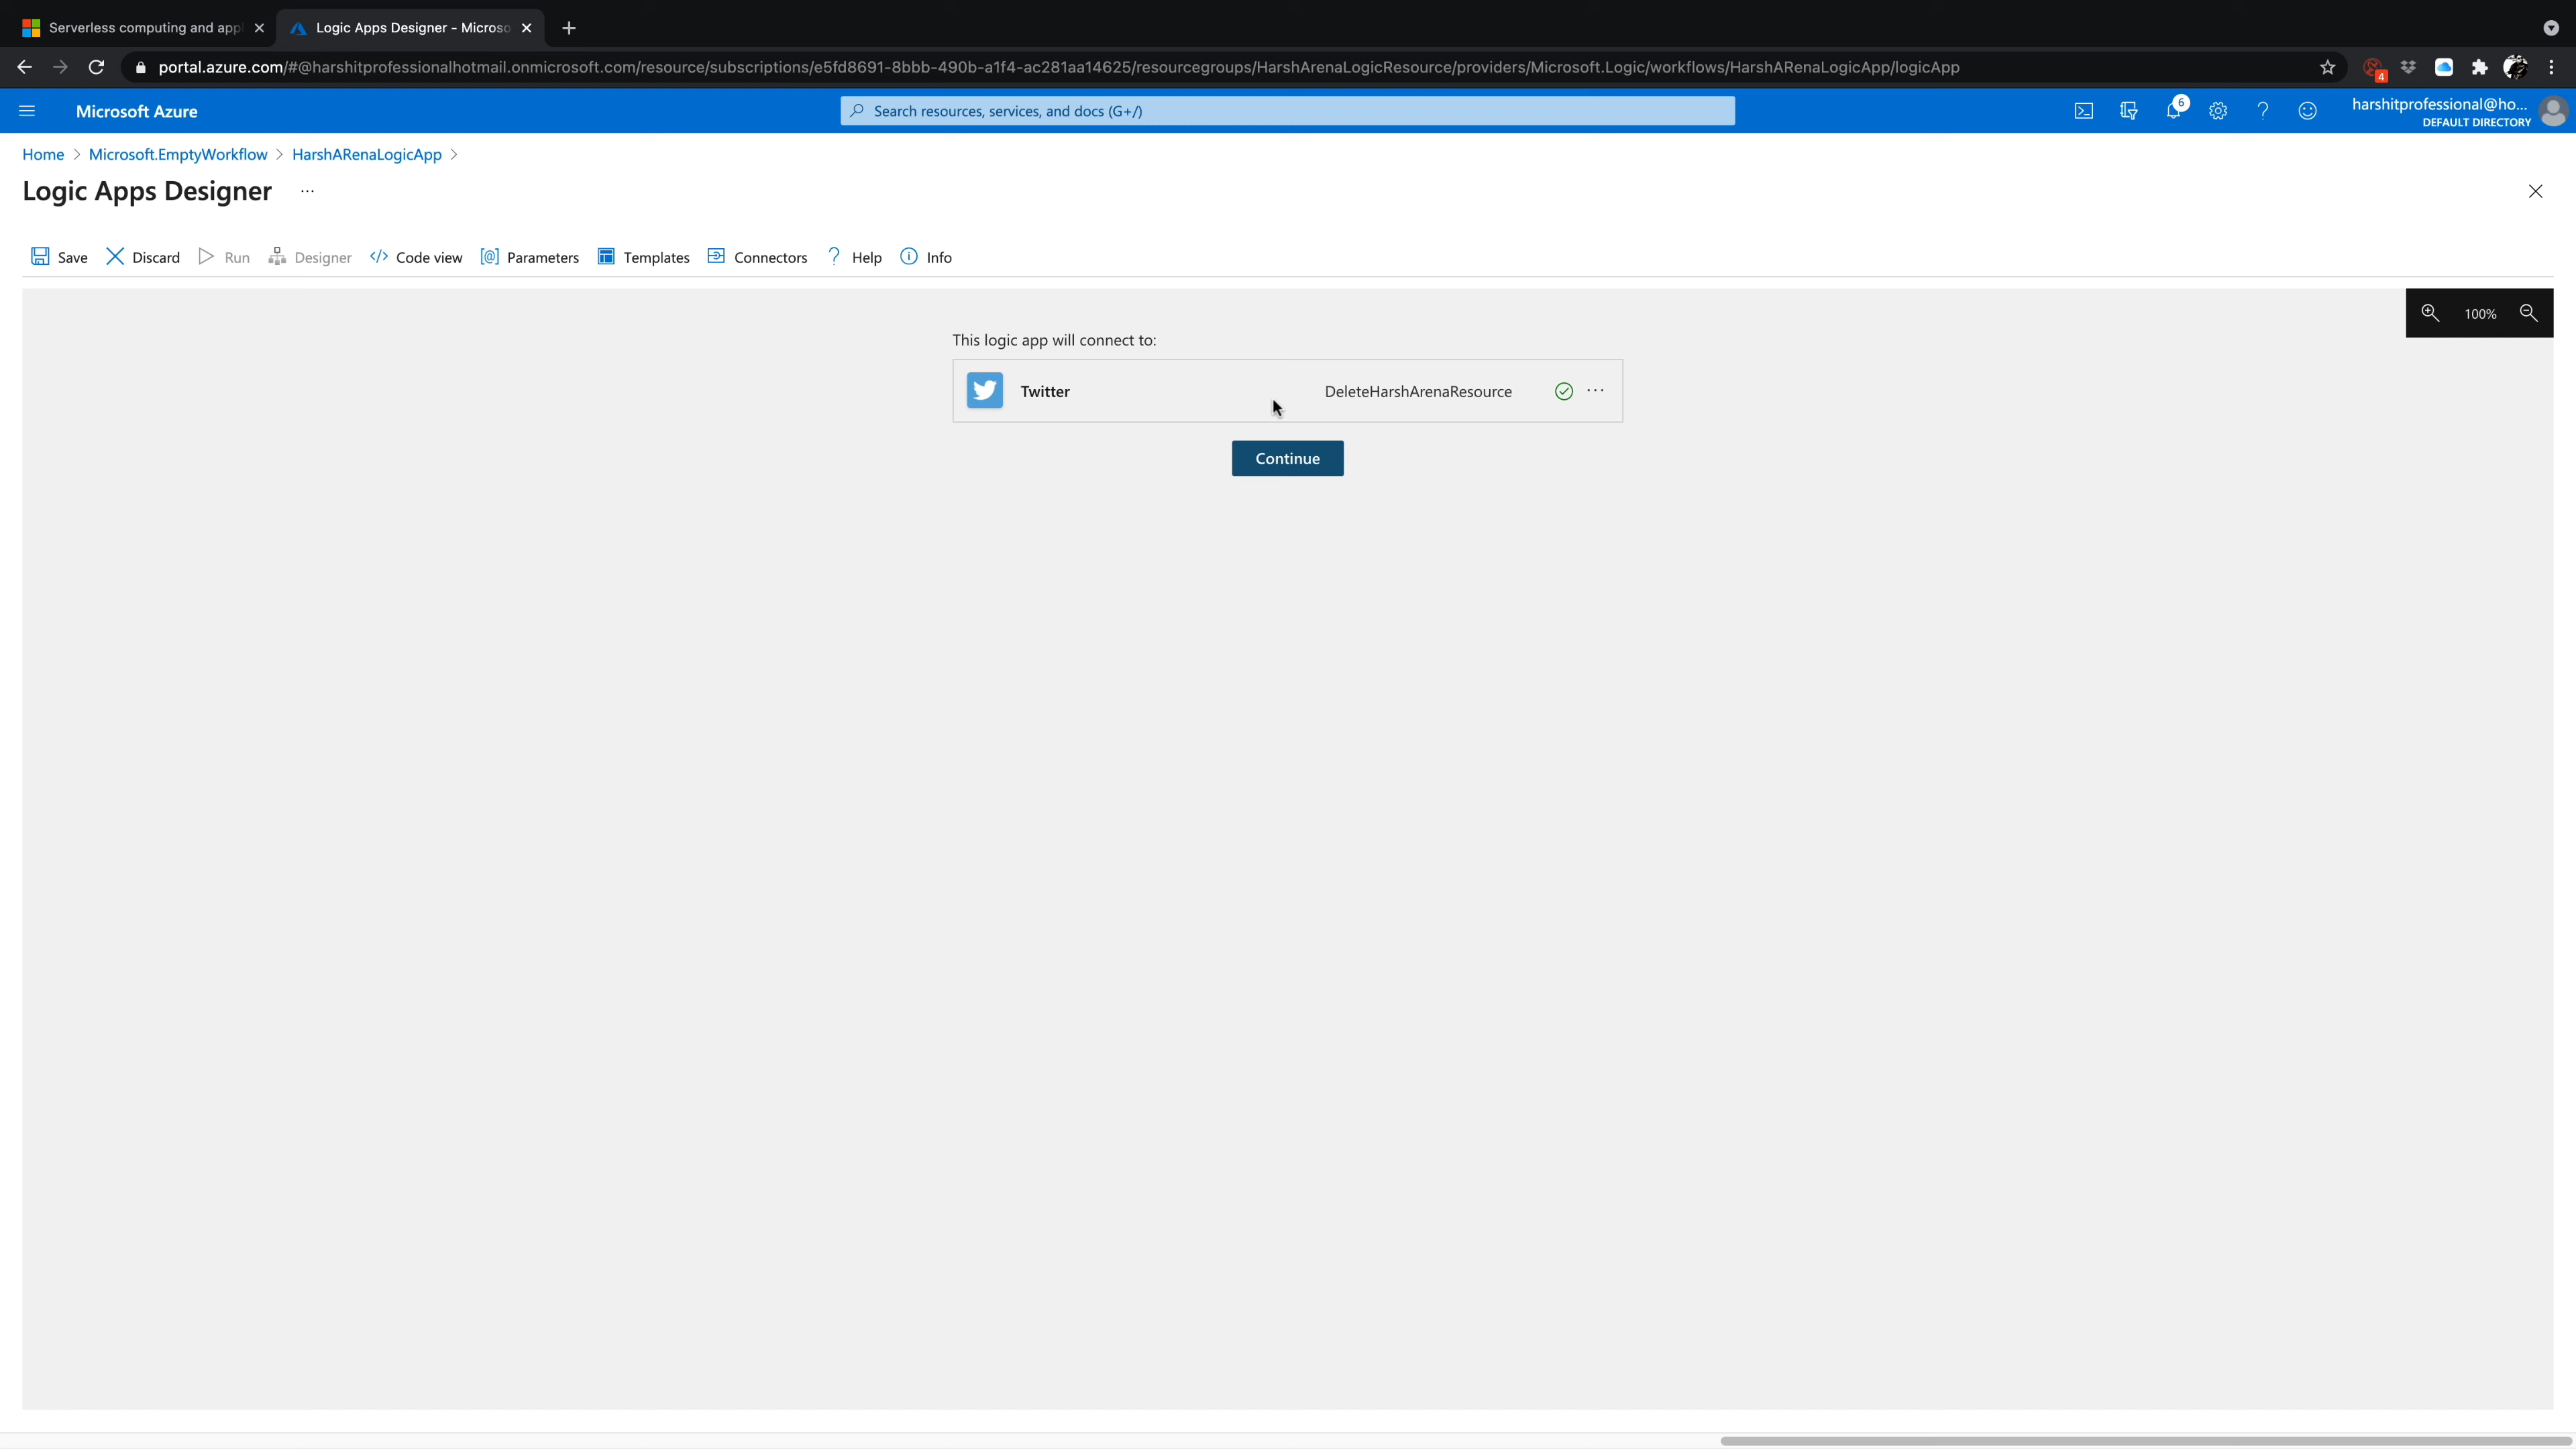 Serverless computing and appl
Logic Apps Designer - Microso
portal.azure.com/#@harshitprofessionalhotmail.onmicrosoft.com/resource/subscriptions/e5fd8691-8bbb-490b-a1f4-ac281aa14625/resourcegroups/HarshArenaLogicResource/providers/Microsoft.Logic/workflows/HarshARenaLogicApp/logicApp
4
Microsoft Azure
Search resources, services, and docs (G+/)
6
harshitprofessional@ho...
DEFAULT DIRECTORY
Home > Microsoft.EmptyWorkflow > HarshARenaLogicApp >
Logic Apps Designer ...
Save Discard Run Designer Code view Parameters Templates Connectors Help Info
100%
This logic app will connect to:
Twitter DeleteHarshArenaResource ...
Continue